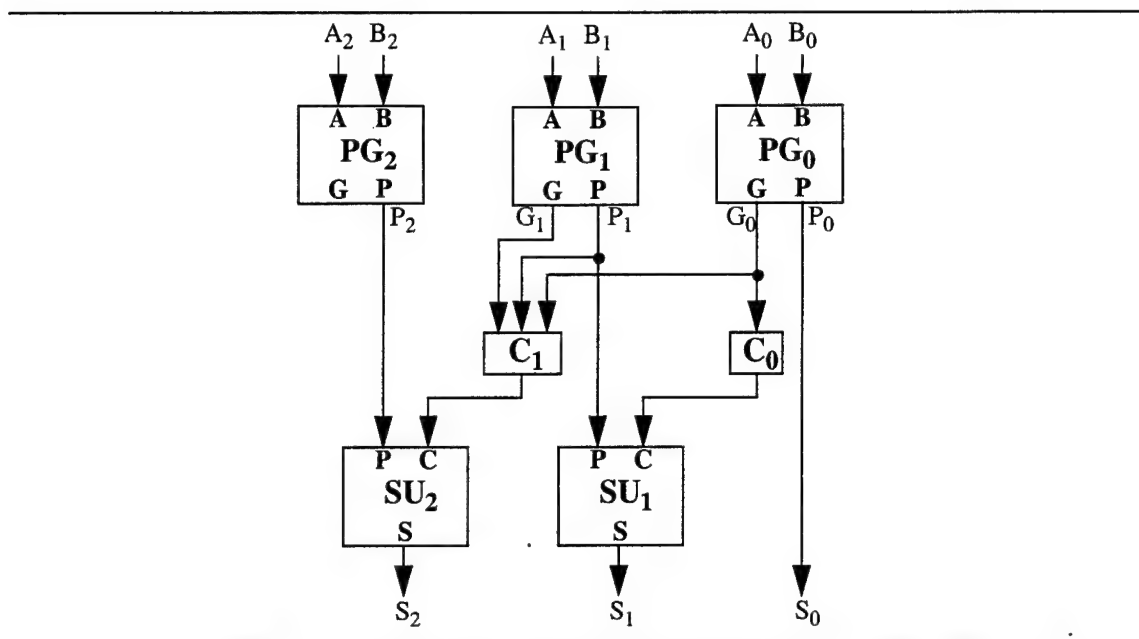 A₂ B₂ A₁ B₁ A₀ B₀
A B A B A B
PG₂ PG₁ PG₀
G P G P G P
P₂ G₁ P₁ G₀ P₀
C₁ C₀
P C P C
SU₂ SU₁
S S
S₂ S₁ S₀